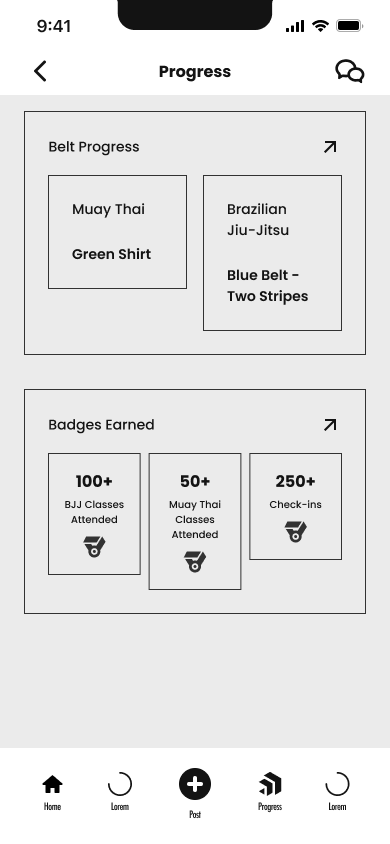 9:41
Progress
Belt Progress
Muay Thai
Green Shirt
Brazilian
Jiu-Jitsu
Blue Belt -
Two Stripes
Badges Earned
100+
BJJ Classes
Attended
50+
Muay Thai
Classes
Attended
250+
Check-ins
Home
Lorem
Post
Progress
Lorem